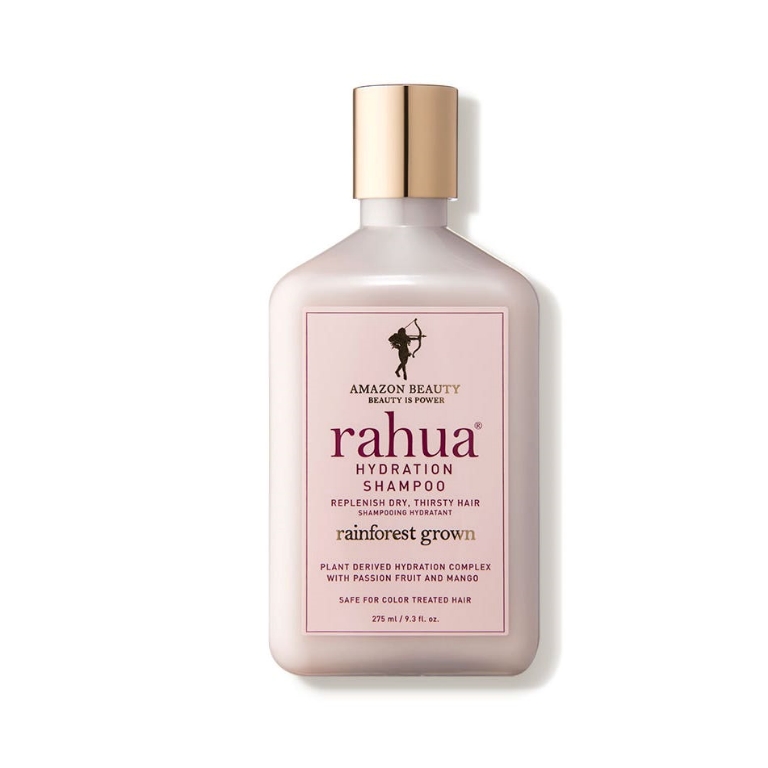 AMAZON BEAUTY
BEAUTY IS POWER
rahua®
HYDRATION
SHAMPOO
REPLENISH DRY, THIRSTY HAIR
SHAMPOOING HYDRATANT
rainforest grown
PLANT DERIVED HYDRATION COMPLEX
WITH PASSION FRUIT AND MANGO
SAFE FOR COLOR TREATED HAIR
275 ml / 9.3 fl. oz.